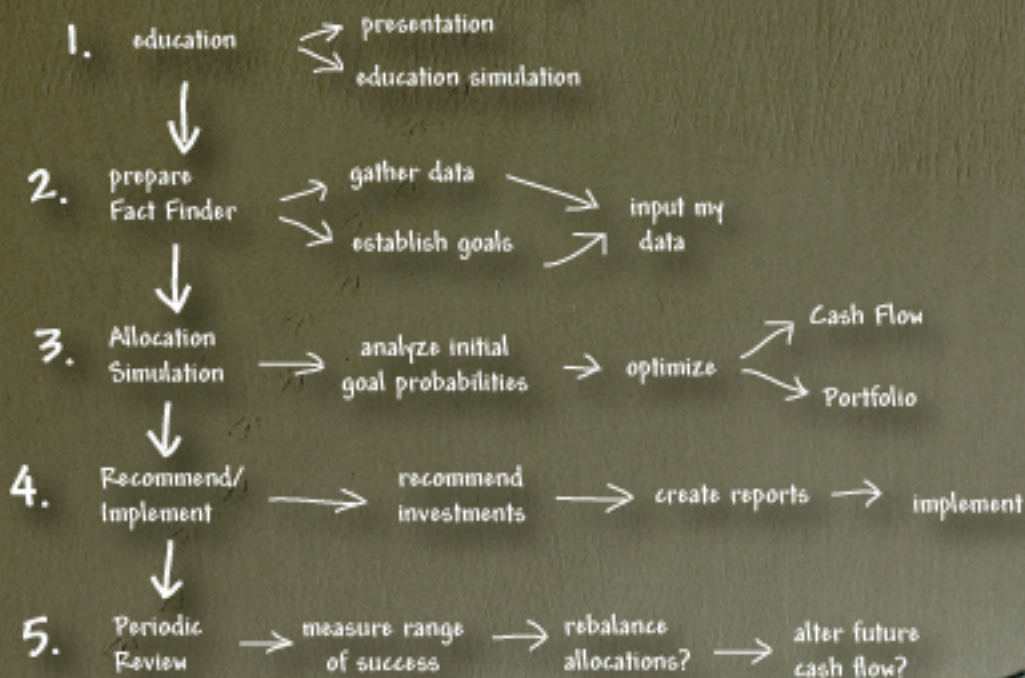 1. education
presentation
education simulation
2. prepare
Fact Finder
gather data
establish goals
input my
data
3. Allocation
Simulation
analyze initial
goal probabilities
optimize
Cash Flow
Portfolio
4. Recommend/
Implement
recommend
investments
create reports
implement
5. Periodic
Review
measure range
of success
rebalance
allocations?
alter future
cash flow?